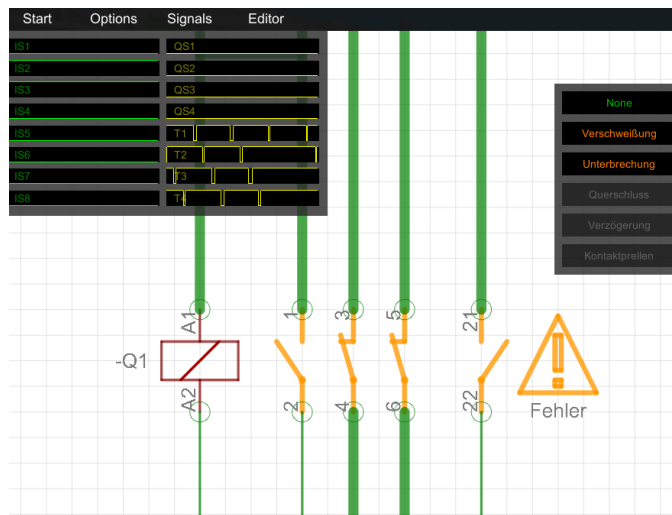 Start Options Signals Editor
IS1 QS1
IS2 QS2
IS3 QS3
IS4 QS4
IS5 T1
IS6 T2
IS7 T3
IS8 T4
None
Verschweißung
Unterbrechung
Querschluss
Verzögerung
Kontaktprellen
A1 1 3 5 21
-Q1
A2 2 4 6 22
Fehler